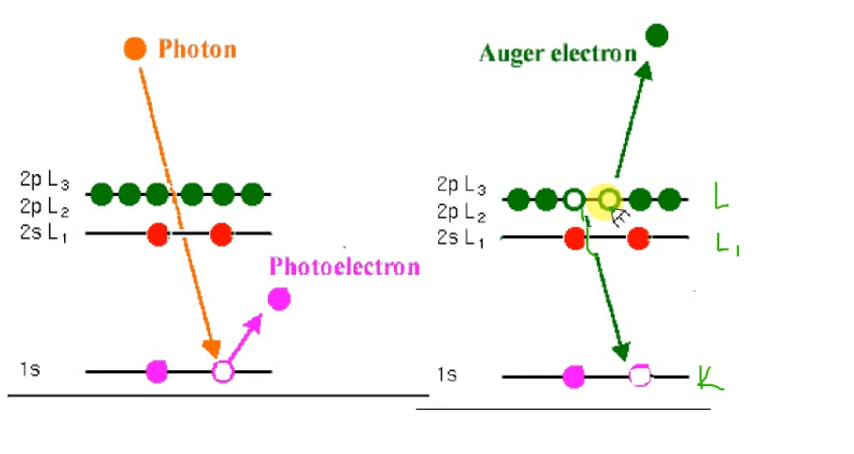 Photon
2p L3
2p L2
2s L1
Photoelectron
1s
Auger electron
2p L3
2p L2
2s L1
L
L1
1s
K